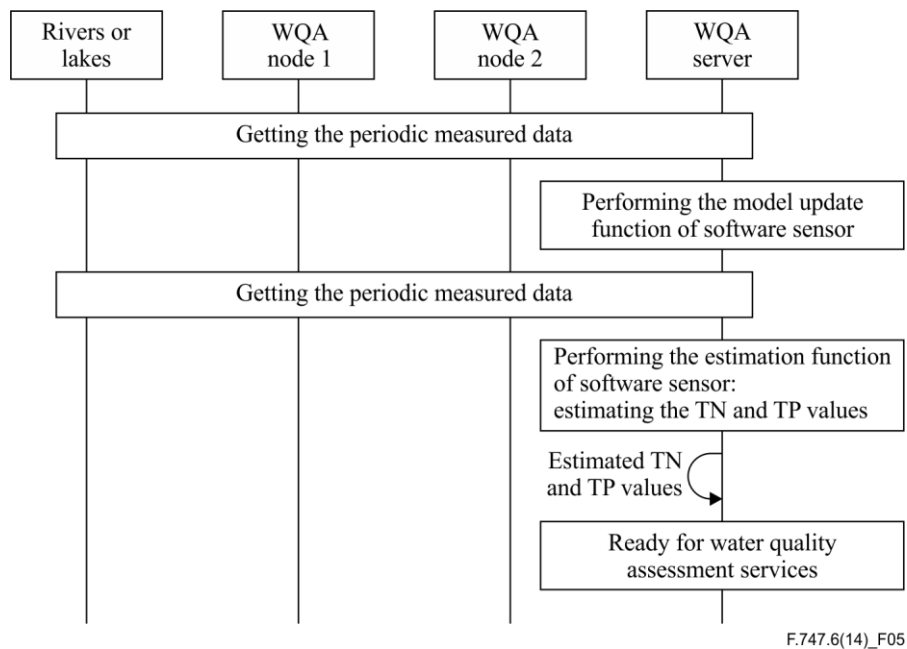 Rivers or
lakes
WQA
node 1
WQA
node 2
WQA
server
Getting the periodic measured data
Performing the model update
function of software sensor
Getting the periodic measured data
Performing the estimation function
of software sensor:
estimating the TN and TP values
Estimated TN
and TP values
Ready for water quality
assessment services
F.747.6(14)_F05